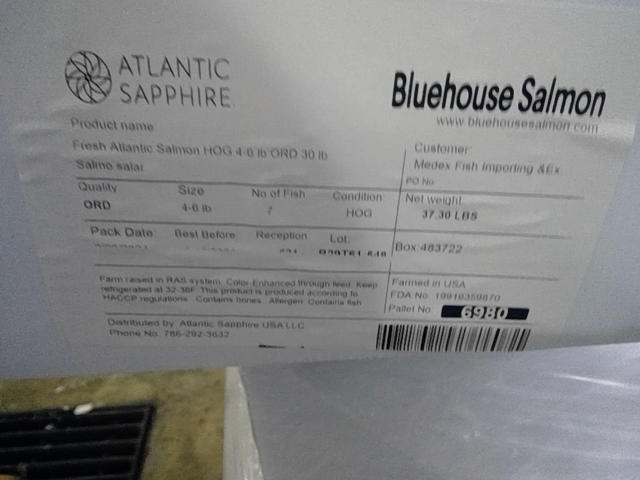 ATLANTIC
SAPPHIRE
Bluehouse Salmon
www.bluehousesalmon.com
Product name
Fresh Atlantic Salmon HOG 4-6 lb ORD 30 lb
Salmo salar
Customer:
Medex Fish Importing &Ex
PO No.
Quality Size No of Fish Condition
ORD 4-6 lb 7 HOG
Net weight
37.30 LBS
Pack Date: Best Before: Reception Lot:
Box:483722
Farm raised in RAS system. Color-Enhanced through feed. Keep
refrigerated at 32-38F. This product is produced according to
HACCP regulations. Contains bones. Allergen: Contains fish
Farmed in USA
FDA No.
Pallet No. 6980
Distributed by Atlantic Sapphire USA LLC
Phone No. 786-292-3632